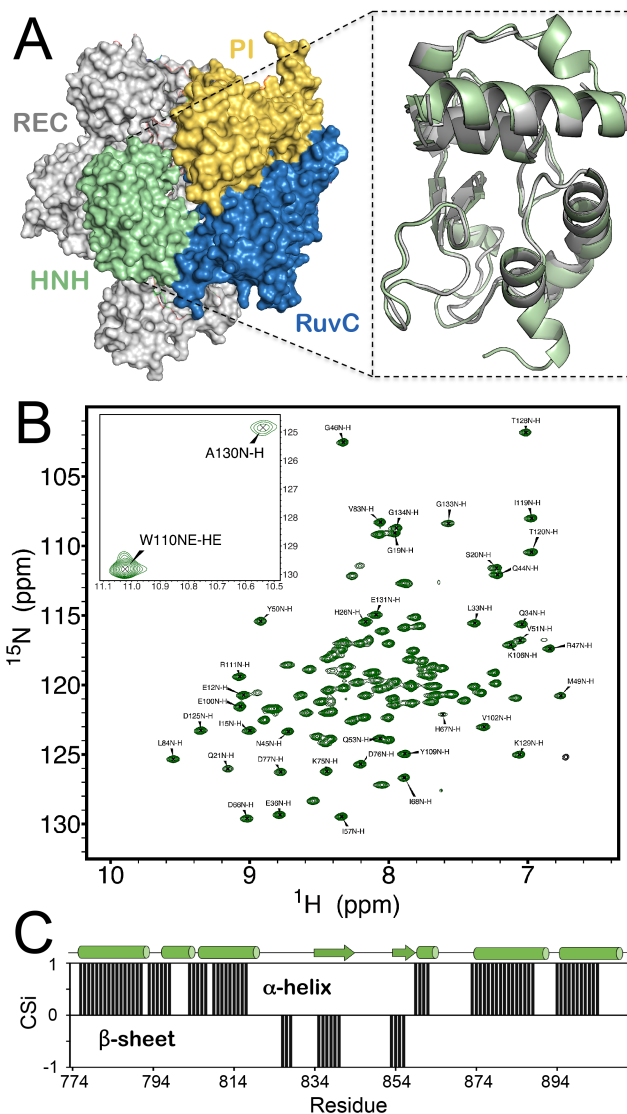 A
PI
REC
HNH
RuvC
B
A130N-H
W110NE-HE
125
126
127
128
129
130
11.1 11.0 10.9 10.8 10.7 10.6 10.5
G46N-H
T128N-H
V83N-H
G134N-H
G133N-H
I119N-H
G19N-H
T120N-H
S20N-H
Q44N-H
E131N-H
Y50N-H
H26N-H
L33N-H
Q34N-H
V51N-H
K106N-H
R47N-H
R111N-H
E12N-H
E100N-H
M49N-H
D125N-H
I15N-H
N45N-H
Q53N-H
H67N-H
V102N-H
L84N-H
Q21N-H
D77N-H
K75N-H
D76N-H
Y109N-H
K129N-H
I68N-H
D66N-H
E36N-H
I57N-H
105
110
115
120
125
130
15N (ppm)
10 9 8 7
1H (ppm)
C
1
0
-1
CSi
α-helix
β-sheet
774 794 814 834 854 874 894
Residue